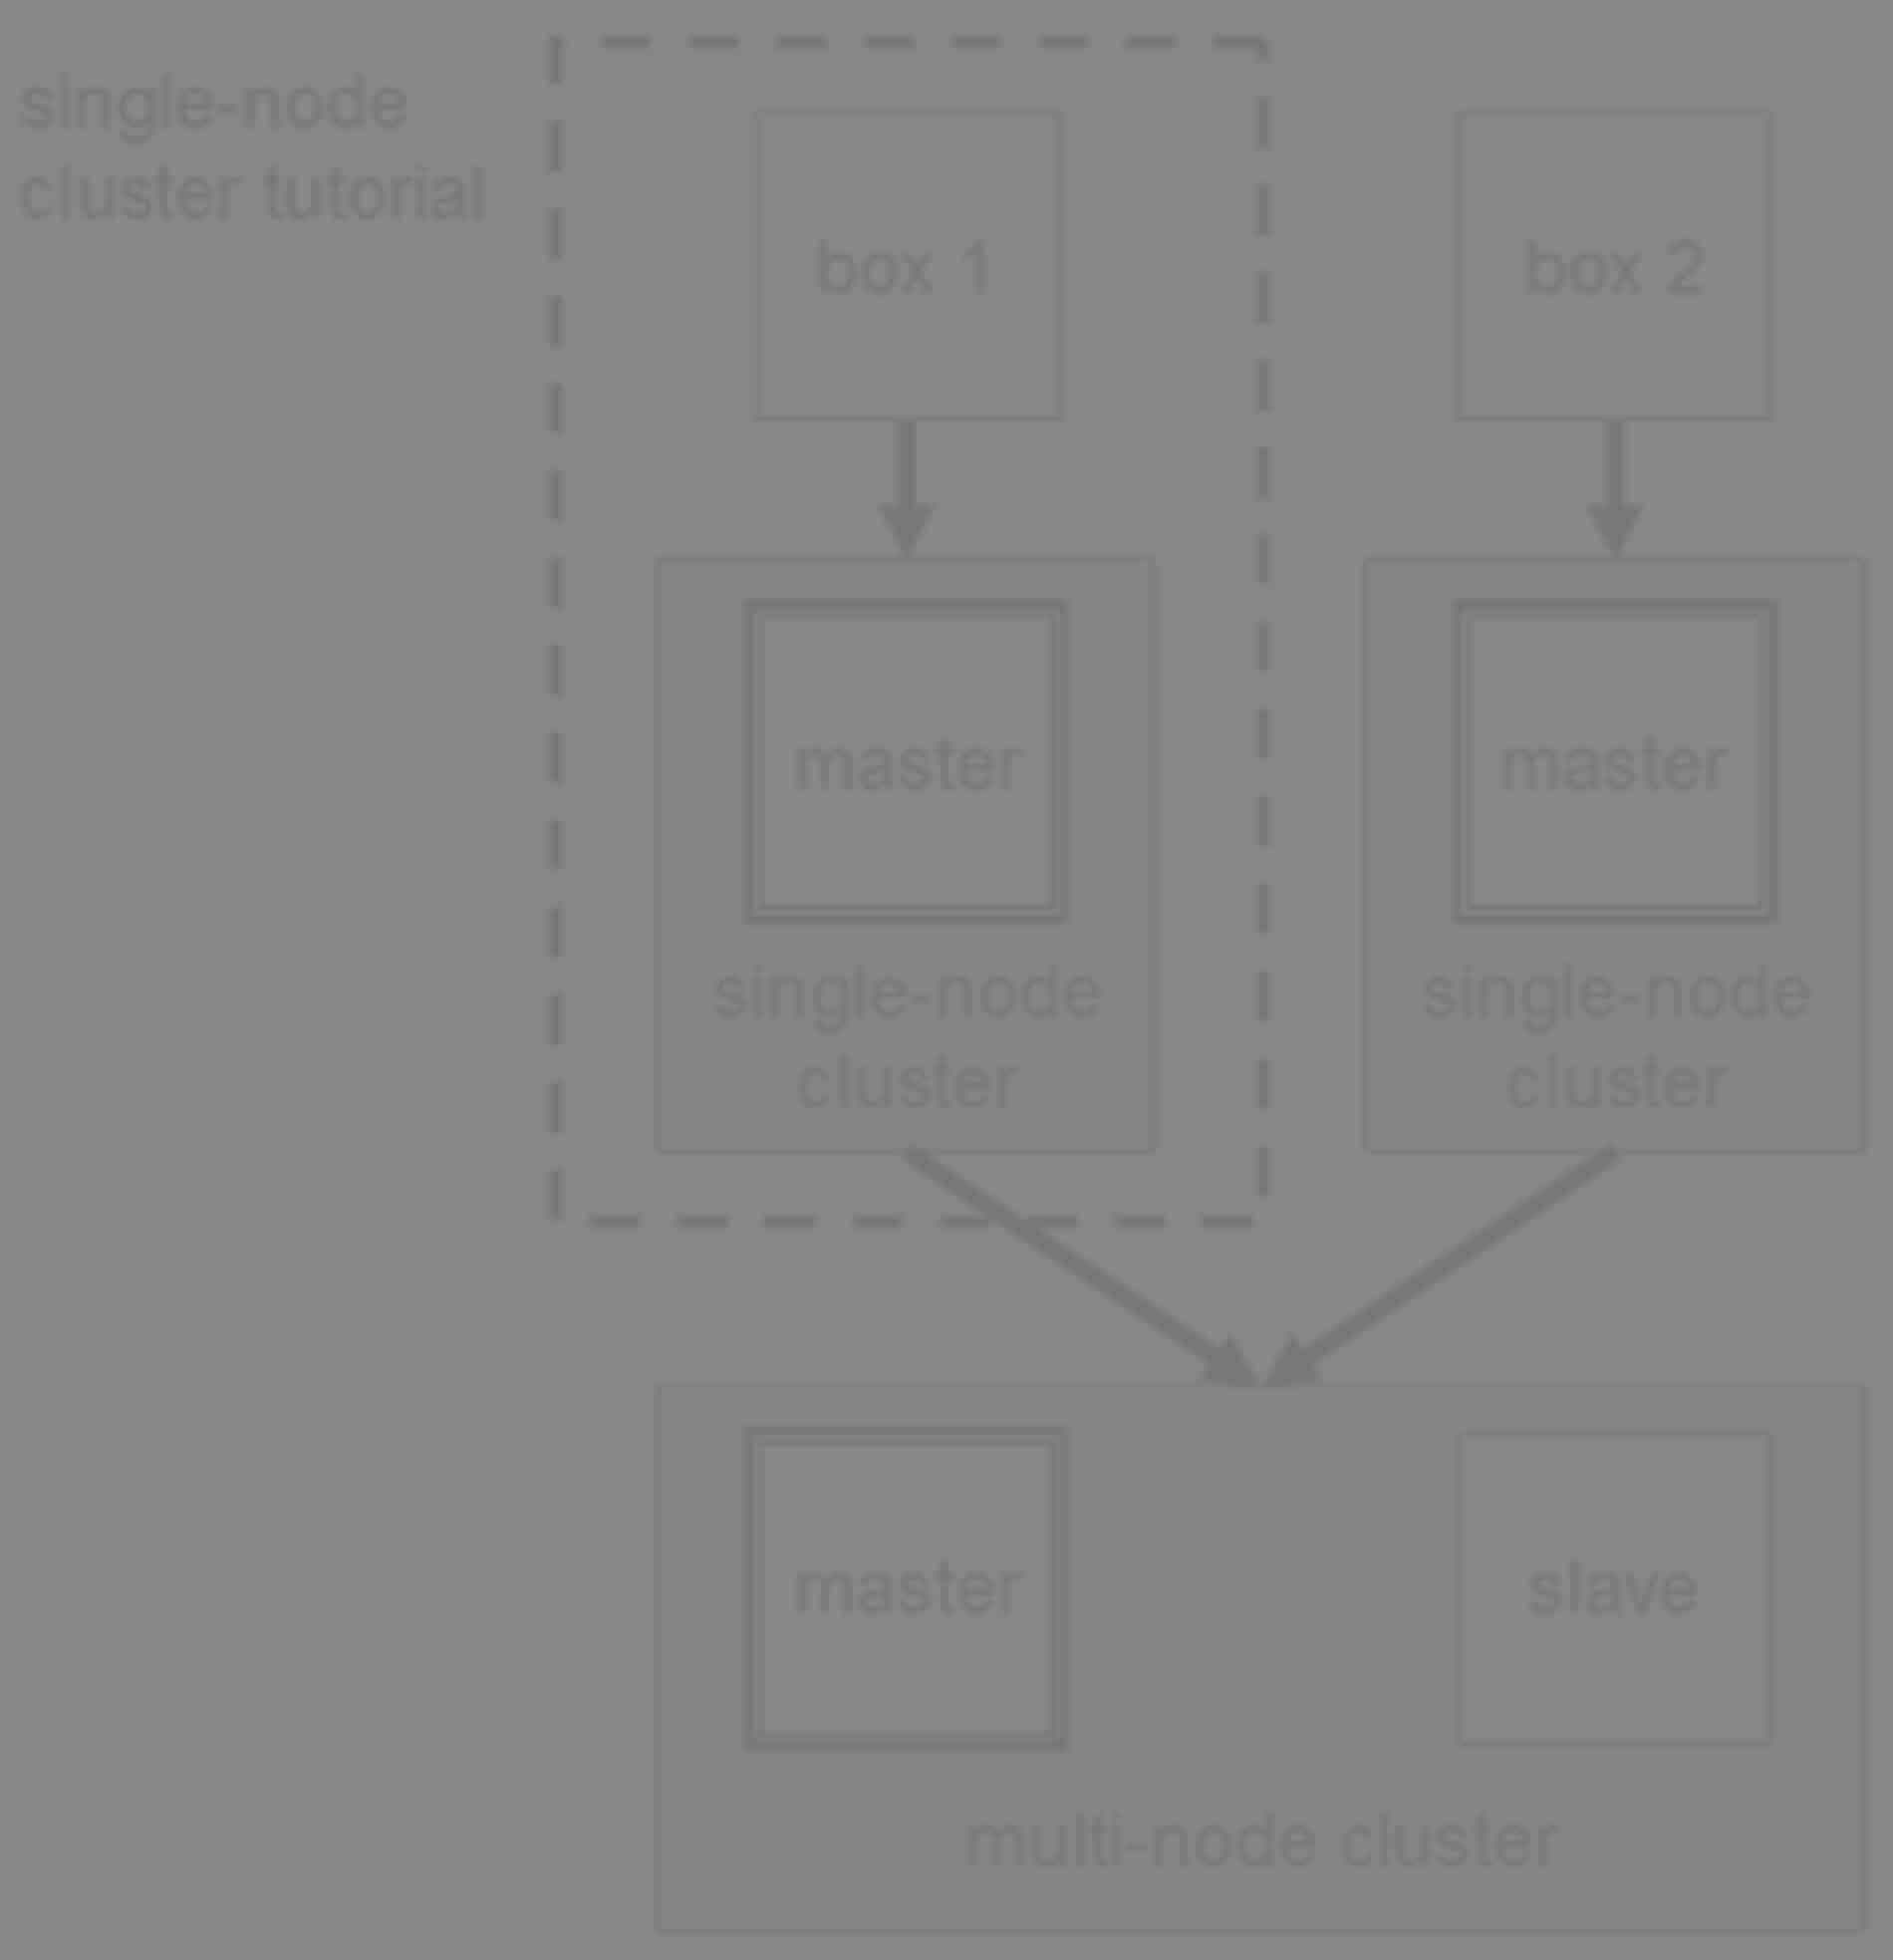 single-node
cluster tutorial
box 1
box 2
master
master
single-node
cluster
single-node
cluster
master
slave
multi-node cluster